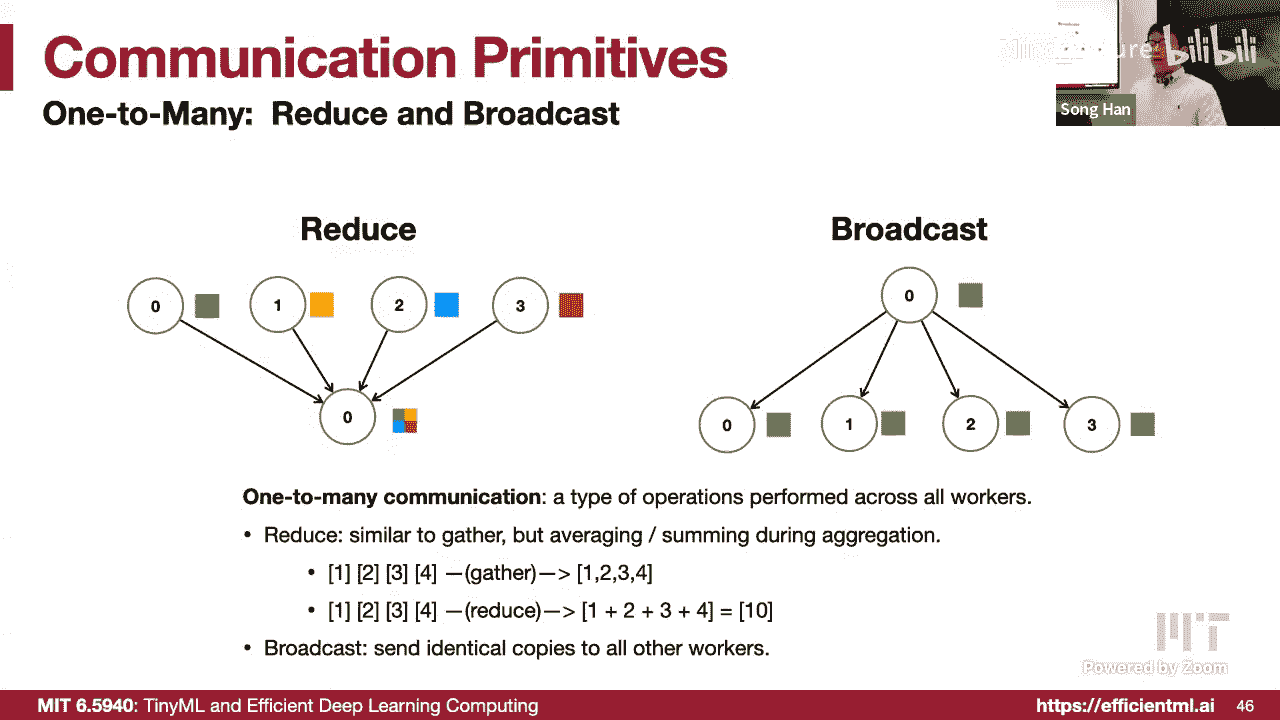 Communication Primitives
One-to-Many: Reduce and Broadcast
bilibili
Song Han
Reduce
Broadcast
0
1
2
3
0
0
0
1
2
3
One-to-many communication: a type of operations performed across all workers.
• Reduce: similar to gather, but averaging / summing during aggregation.
• [1] [2] [3] [4] —(gather)—> [1,2,3,4]
• [1] [2] [3] [4] —(reduce)—> [1 + 2 + 3 + 4] = [10]
• Broadcast: send identical copies to all other workers.
Powered by Zoom
MIT 6.5940: TinyML and Efficient Deep Learning Computing
https://efficientml.ai 46